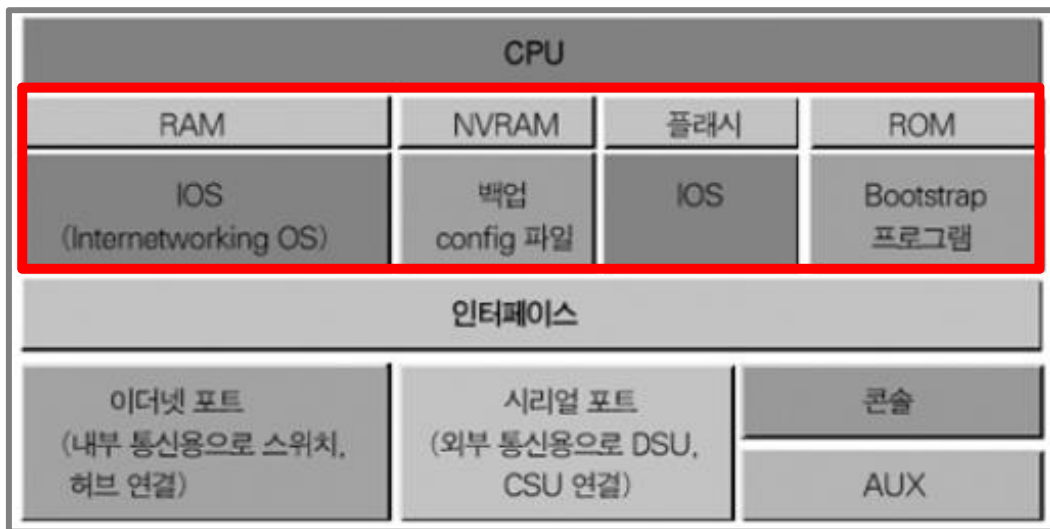 CPU
RAM
NVRAM
플래시
ROM
IOS
(Internetworking OS)
백업
config 파일
IOS
Bootstrap
프로그램
인터페이스
이더넷 포트
(내부 통신용으로 스위치,
허브 연결)
시리얼 포트
(외부 통신용으로 DSU,
CSU 연결)
콘솔
AUX